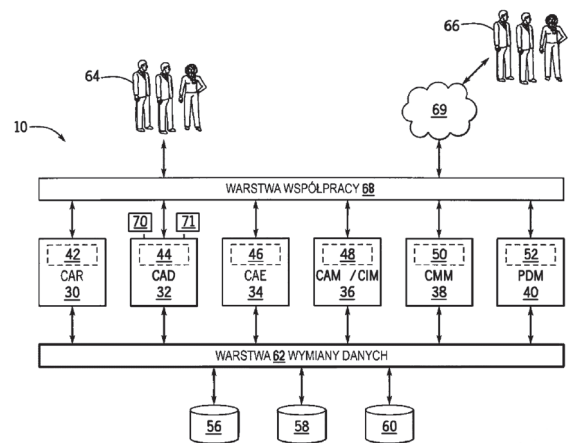 66
64
10
69
WARSTWA WSPÓŁPRACY 68
70 71
42 44 46 48 50 52
CAR CAD CAE CAM /CIM CMM PDM
30 32 34 36 38 40
WARSTWA 62 WYMIANY DANYCH
56 58 60